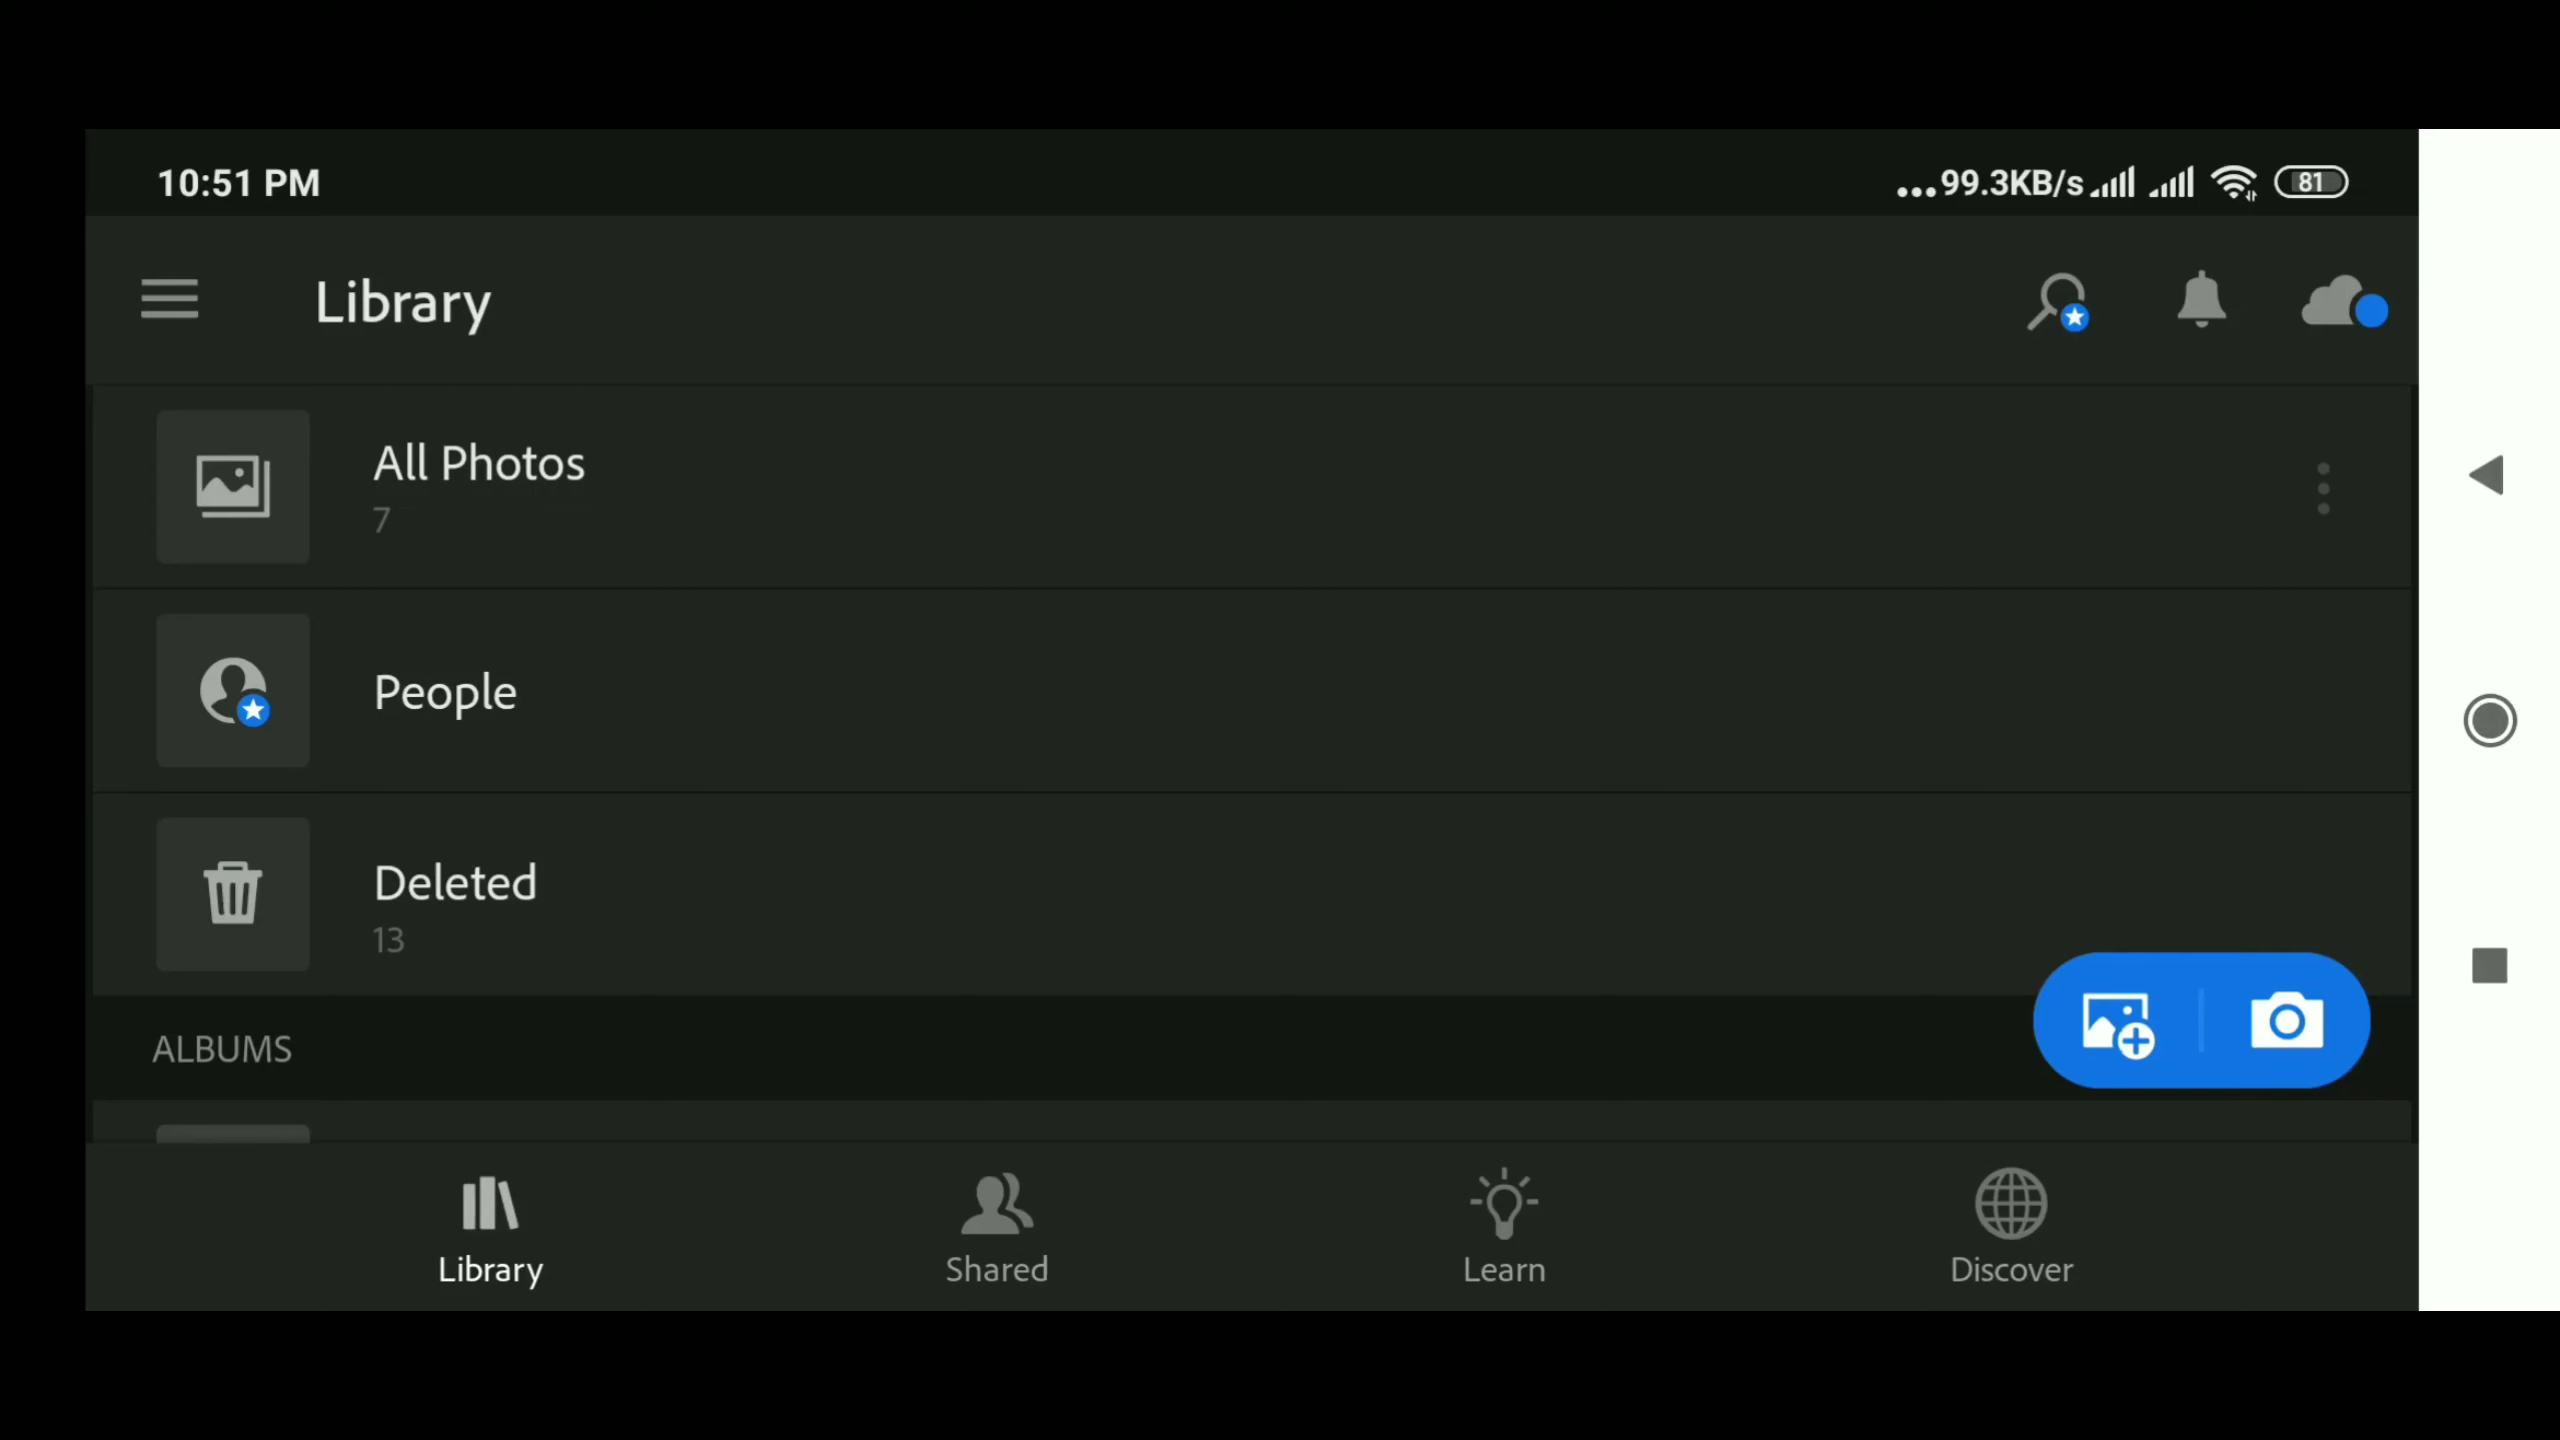 10:51 PM
...99.3KB/s
81
Library
All Photos
7
People
Deleted
13
ALBUMS
Library
Shared
Learn
Discover